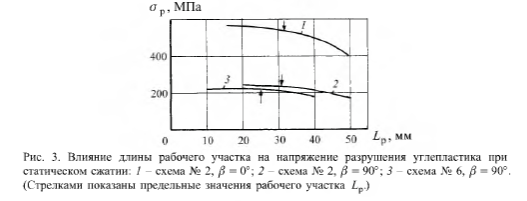 σр, МПа
1
400
3
2
200
0
10
20
30
40
50
Lр, мм
Рис. 3. Влияние длины рабочего участка на напряжение разрушения углепластика при
статическом сжатии: 1 – схема № 2, β = 0°; 2 – схема № 2, β = 90°; 3 – схема № 6, β = 90°.
(Стрелками показаны предельные значения рабочего участка Lр.)